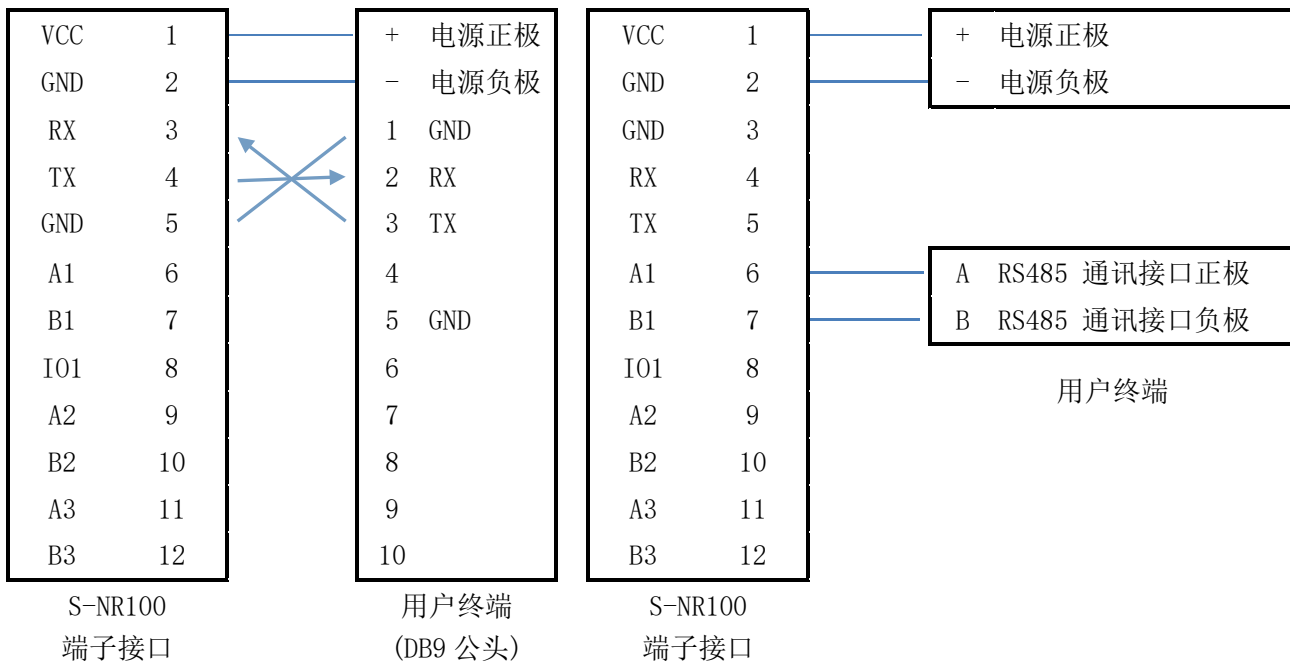 VCC 1
GND 2
RX 3
TX 4
GND 5
A1 6
B1 7
IO1 8
A2 9
B2 10
A3 11
B3 12
S-NR100
端子接口
+ 电源正极
- 电源负极
1 GND
2 RX
3 TX
4
5 GND
6
7
8
9
10
用户终端
(DB9 公头)
VCC 1
GND 2
GND 3
RX 4
TX 5
A1 6
B1 7
IO1 8
A2 9
B2 10
A3 11
B3 12
S-NR100
端子接口
+ 电源正极
- 电源负极
A RS485 通讯接口正极
B RS485 通讯接口负极
用户终端